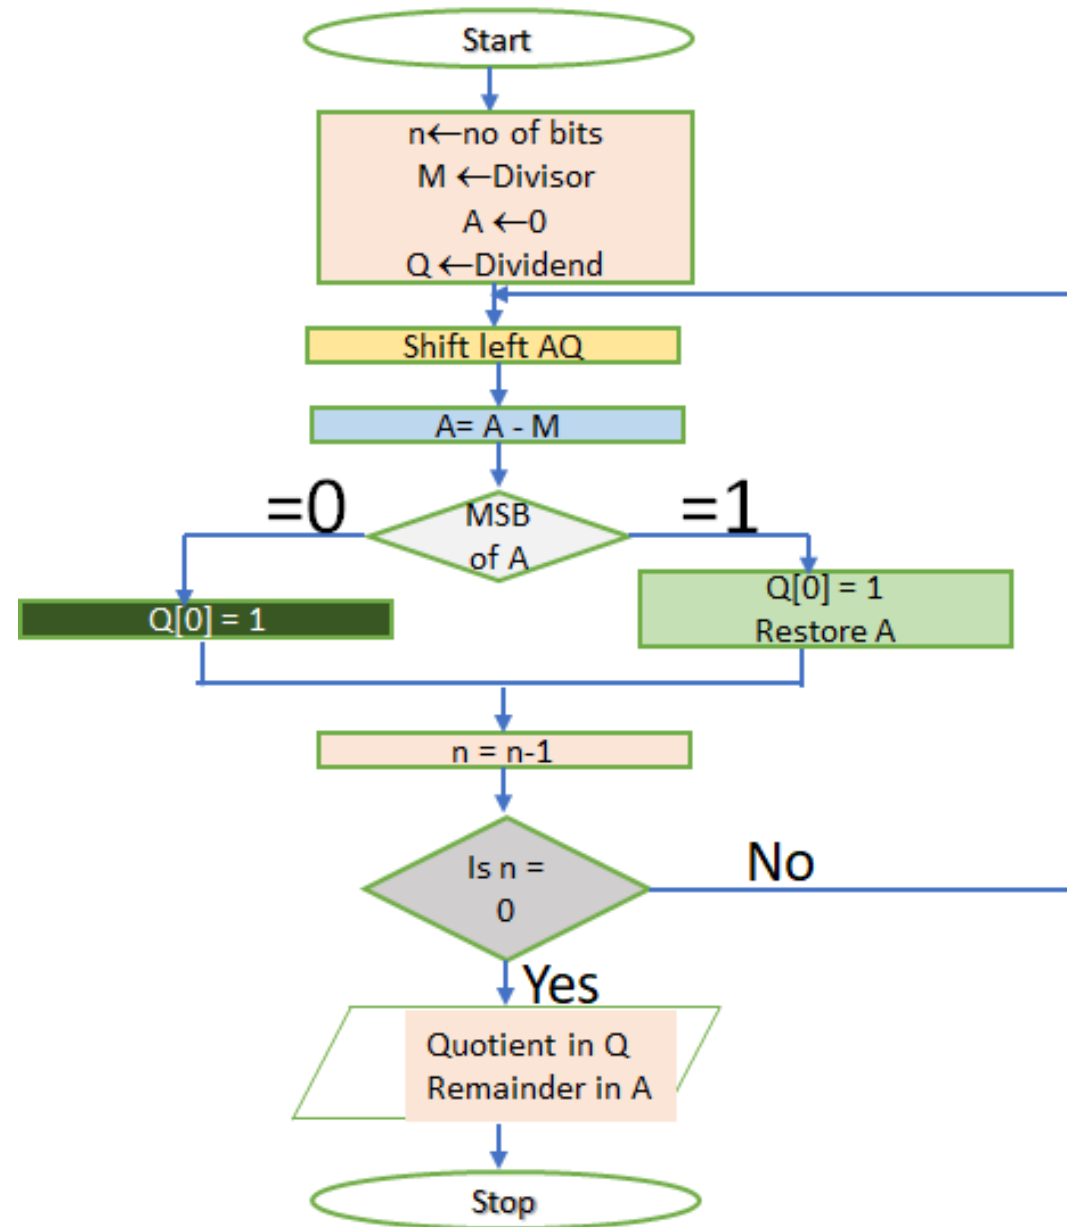 Start
n←no of bits
M ←Divisor
A ←0
Q ←Dividend
Shift left AQ
A= A - M
=0
MSB
of A
=1
Q[0] = 1
Q[0] = 1
Restore A
n = n-1
Is n =
0
No
Yes
Quotient in Q
Remainder in A
Stop